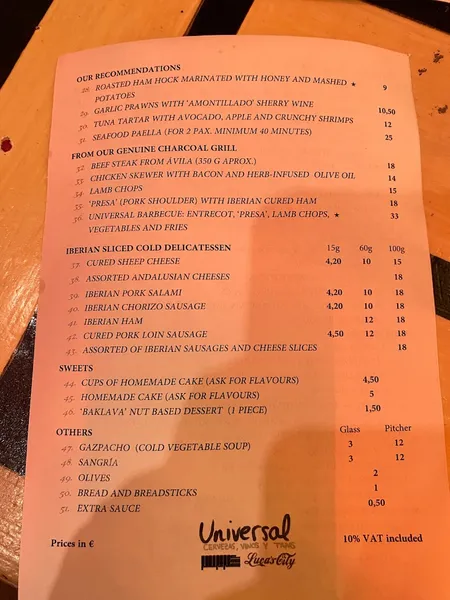 OUR RECOMMENDATIONS
28. ROASTED HAM HOCK MARINATED WITH HONEY AND MASHED ★ 9
POTATOES
29. GARLIC PRAWNS WITH 'AMONTILLADO' SHERRY WINE 10,50
30. TUNA TARTAR WITH AVOCADO, APPLE AND CRUNCHY SHRIMPS 12
31. SEAFOOD PAELLA (FOR 2 PAX. MINIMUM 40 MINUTES) 25
FROM OUR GENUINE CHARCOAL GRILL
32. BEEF STEAK FROM ÁVILA (350 G APROX.) 18
33. CHICKEN SKEWER WITH BACON AND HERB-INFUSED OLIVE OIL 14
34. LAMB CHOPS 15
35. 'PRESA' (PORK SHOULDER) WITH IBERIAN CURED HAM 18
36. UNIVERSAL BARBECUE: ENTRECOT, 'PRESA', LAMB CHOPS, ★ 33
VEGETABLES AND FRIES
IBERIAN SLICED COLD DELICATESSEN 15g 60g 100g
37. CURED SHEEP CHEESE 4,20 10 15
38. ASSORTED ANDALUSIAN CHEESES 18
39. IBERIAN PORK SALAMI 4,20 10 18
40. IBERIAN CHORIZO SAUSAGE 4,20 10 18
41. IBERIAN HAM 12 18
42. CURED PORK LOIN SAUSAGE 4,50 12 18
43. ASSORTED OF IBERIAN SAUSAGES AND CHEESE SLICES 18
SWEETS
44. CUPS OF HOMEMADE CAKE (ASK FOR FLAVOURS) 4,50
45. HOMEMADE CAKE (ASK FOR FLAVOURS) 5
46. 'BAKLAVA' NUT BASED DESSERT (1 PIECE) 1,50
OTHERS Glass Pitcher
47. GAZPACHO (COLD VEGETABLE SOUP) 3 12
48. SANGRÍA 3 12
49. OLIVES 2
50. BREAD AND BREADSTICKS 1
51. EXTRA SAUCE 0,50
Prices in €
Universal
CERVEZAS, VINOS Y TAPAS
Lucas City
10% VAT included